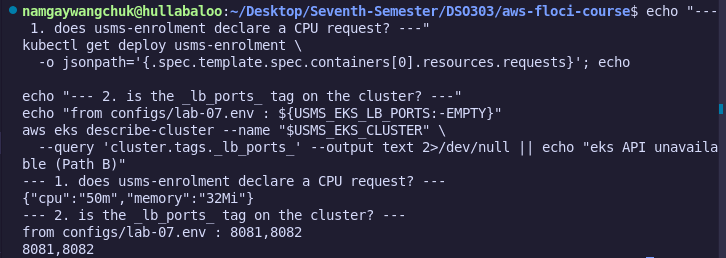 namgaywangchuk@hullabaloo:~/Desktop/Seventh-Semester/DSO303/aws-floci-course$ echo "---
 1. does usms-enrolment declare a CPU request? ---"
kubectl get deploy usms-enrolment \
  -o jsonpath='{.spec.template.spec.containers[0].resources.requests}'; echo
echo "--- 2. is the _lb_ports_ tag on the cluster? ---"
echo "from configs/lab-07.env : ${USMS_EKS_LB_PORTS:-EMPTY}"
aws eks describe-cluster --name "$USMS_EKS_CLUSTER" \
  --query 'cluster.tags._lb_ports_' --output text 2>/dev/null || echo "eks API unavaila
ble (Path B)"
--- 1. does usms-enrolment declare a CPU request? ---
{"cpu":"50m","memory":"32Mi"}
--- 2. is the _lb_ports_ tag on the cluster? ---
from configs/lab-07.env : 8081,8082
8081,8082